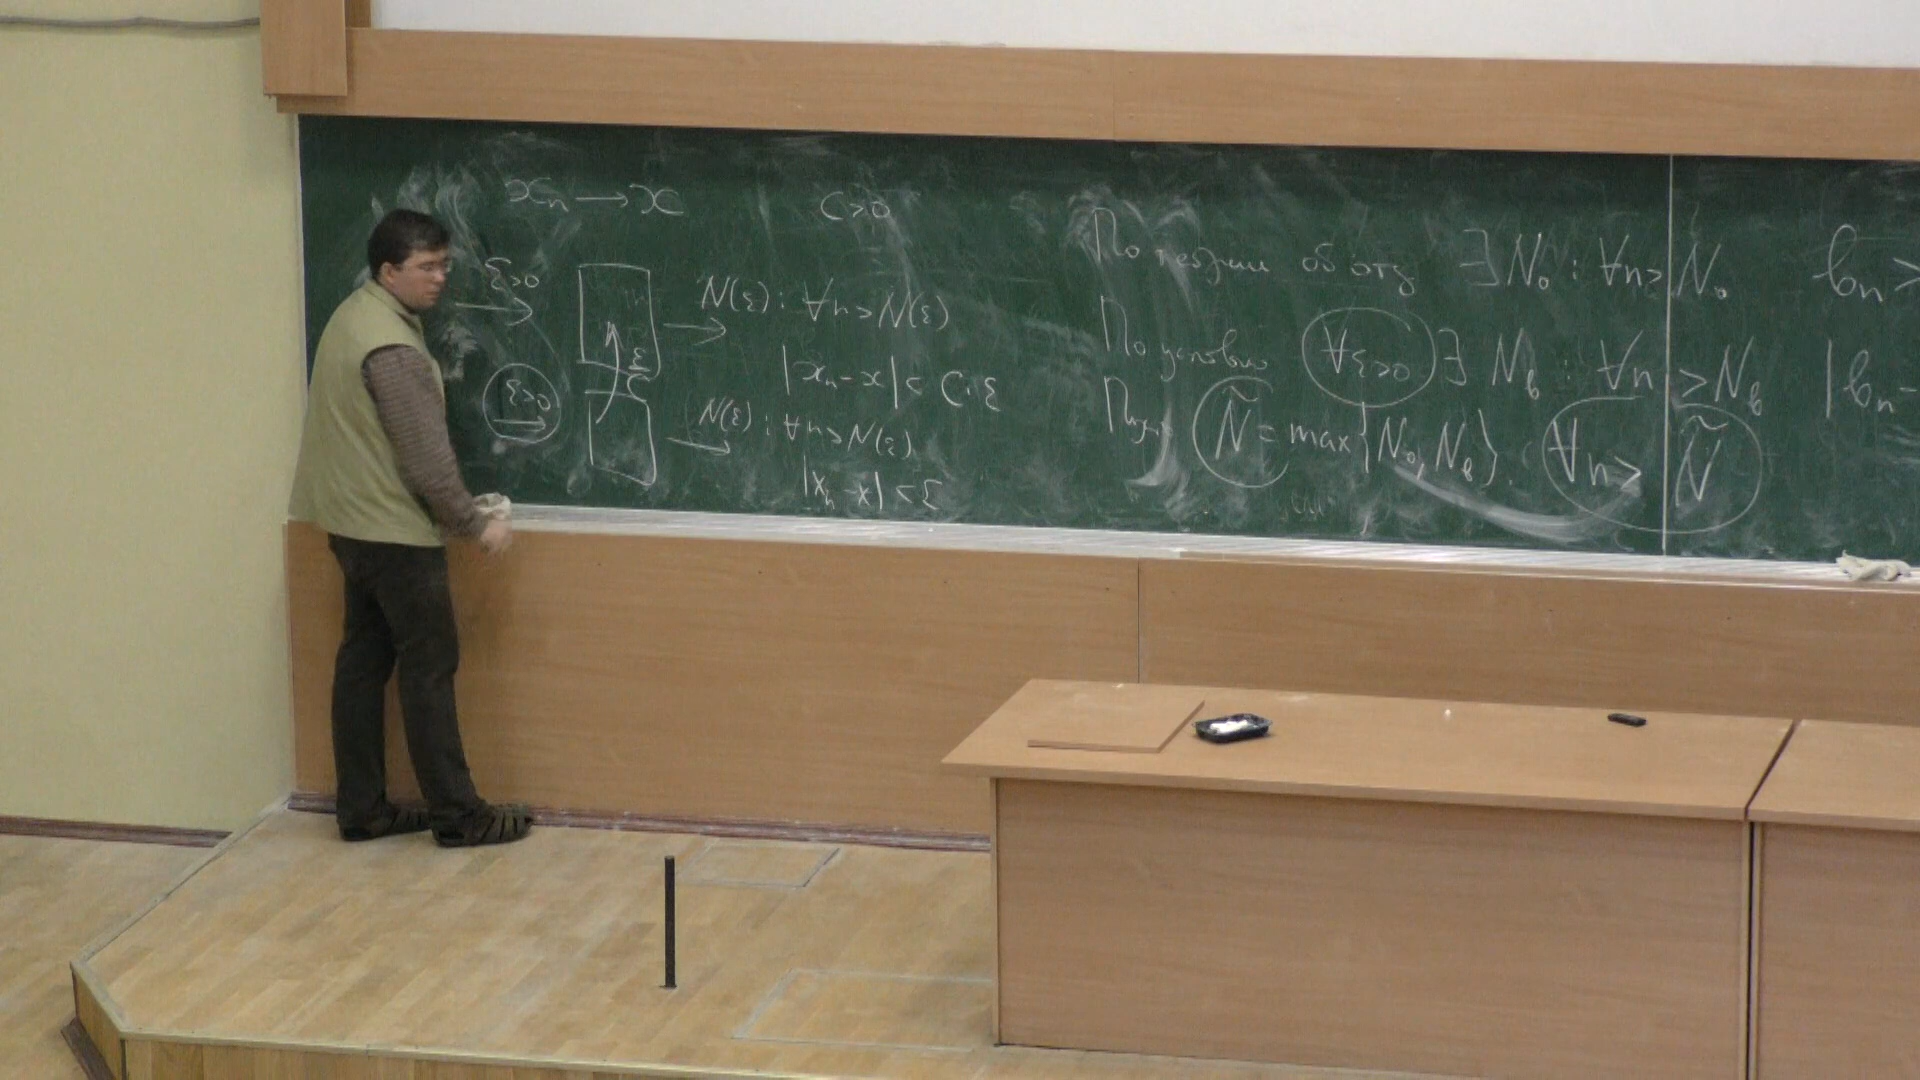 xₙ → x C>0
ε>0
N(ε) : ∀n>N(ε)
|xₙ-x| < C·ε
ε/C
ε>0
N(ε) : ∀n>N(ε)
|xₙ-x| < ε
По теореме об отд ∃ N₀ : ∀n> N₀ bₙ >
По условию ∀ε>0 ∃ N_b : ∀n > N_b |bₙ-
Пусть Ñ = max{N₀, N_b}. ∀n> Ñ